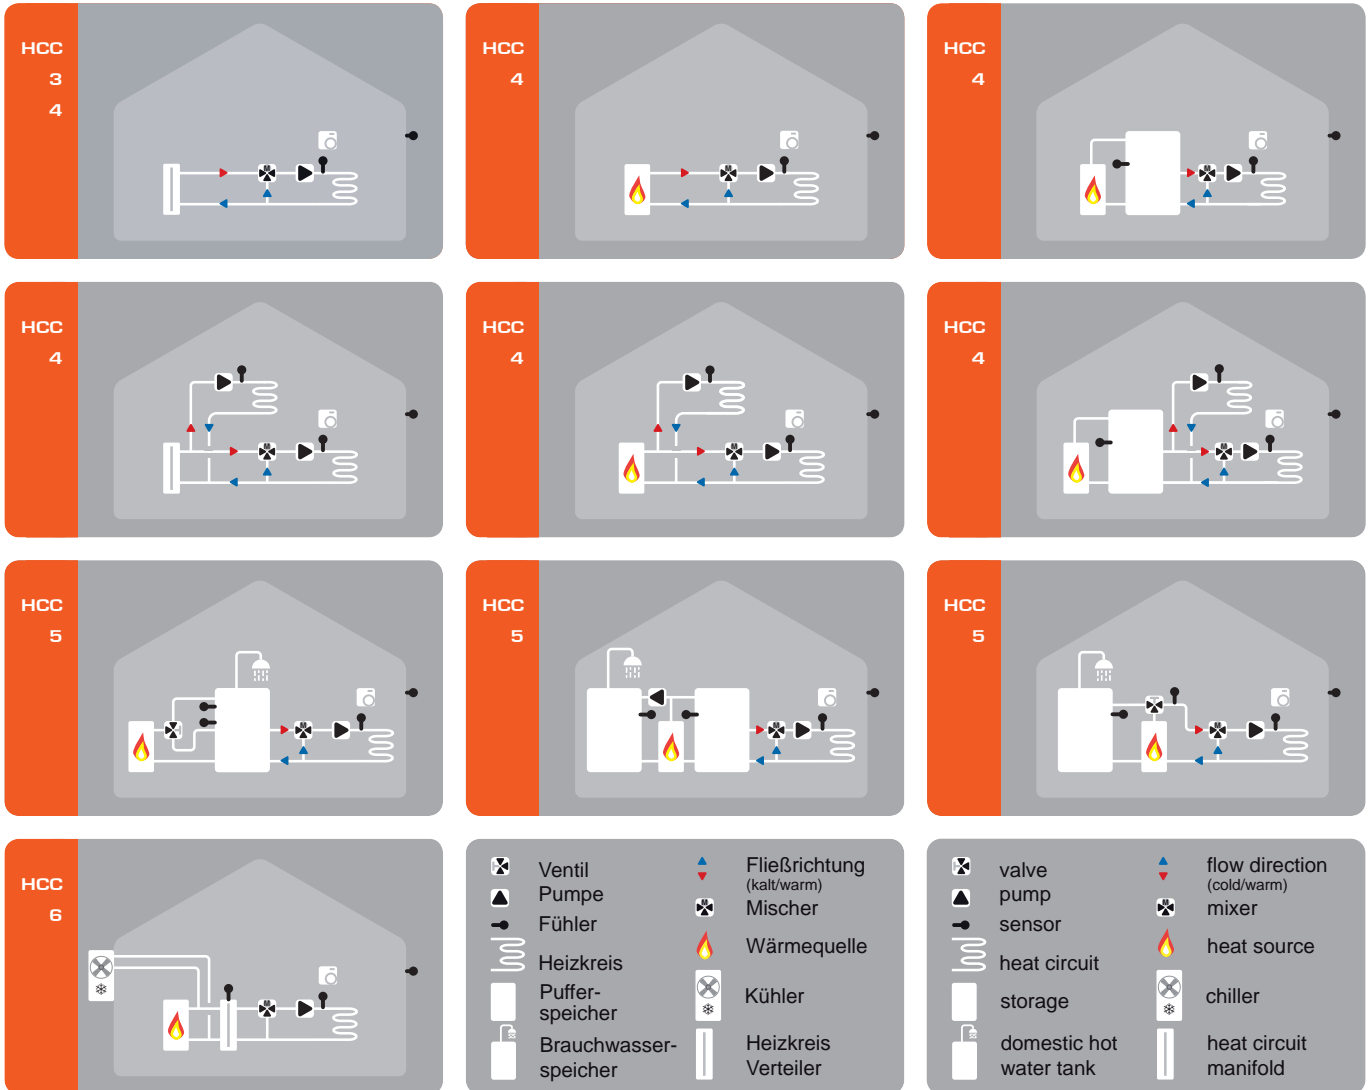 HCC
3
4
HCC
4
HCC
4
HCC
4
HCC
4
HCC
4
HCC
5
HCC
5
HCC
5
HCC
6
Ventil
Pumpe
Fühler
Heizkreis
Puffer-
speicher
Brauchwasser-
speicher
Fließrichtung
(kalt/warm)
Mischer
Wärmequelle
Kühler
Heizkreis
Verteiler
valve
pump
sensor
heat circuit
storage
domestic hot
water tank
flow direction
(cold/warm)
mixer
heat source
chiller
heat circuit
manifold